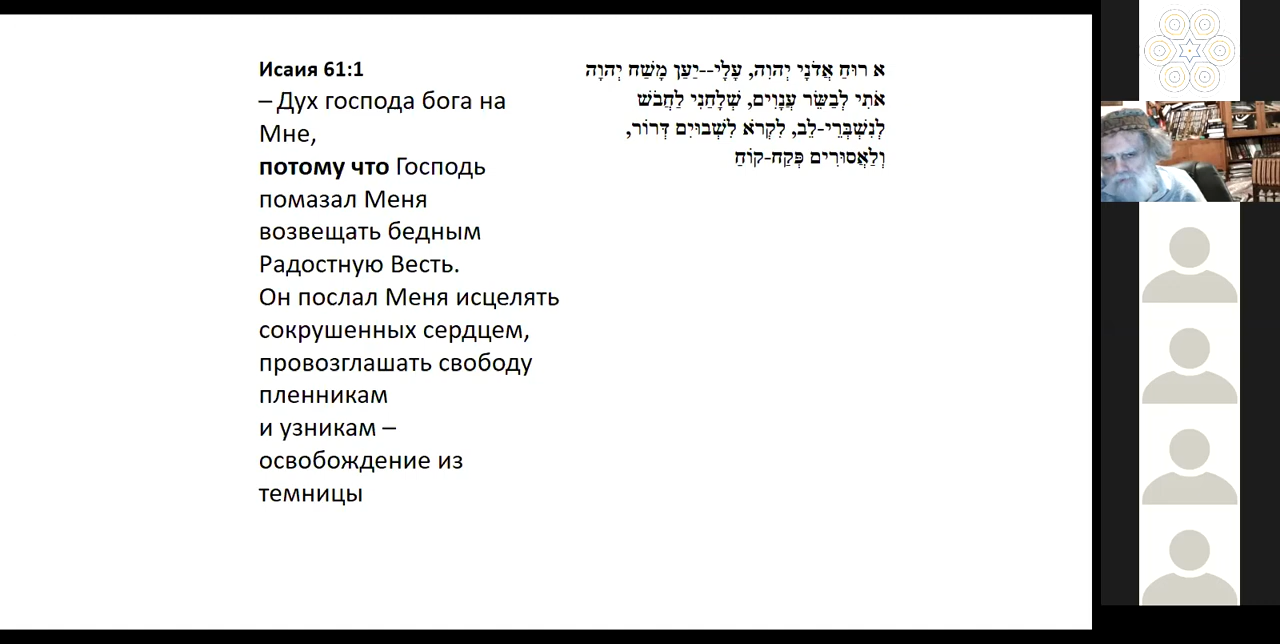 Исаия 61:1
– Дух господа бога на
Мне,
потому что Господь
помазал Меня
возвещать бедным
Радостную Весть.
Он послал Меня исцелять
сокрушенных сердцем,
провозглашать свободу
пленникам
и узникам –
освобождение из
темницы
א רוּחַ אֲדֹנָי יְהוִה, עָלָי--יַעַן מָשַׁח יְהוָה
אֹתִי לְבַשֵּׂר עֲנָוִים, שְׁלָחַנִי לַחֲבֹשׁ
לְנִשְׁבְּרֵי-לֵב, לִקְרֹא לִשְׁבוּיִם דְּרוֹר,
וְלַאֲסוּרִים פְּקַח-קוֹחַ